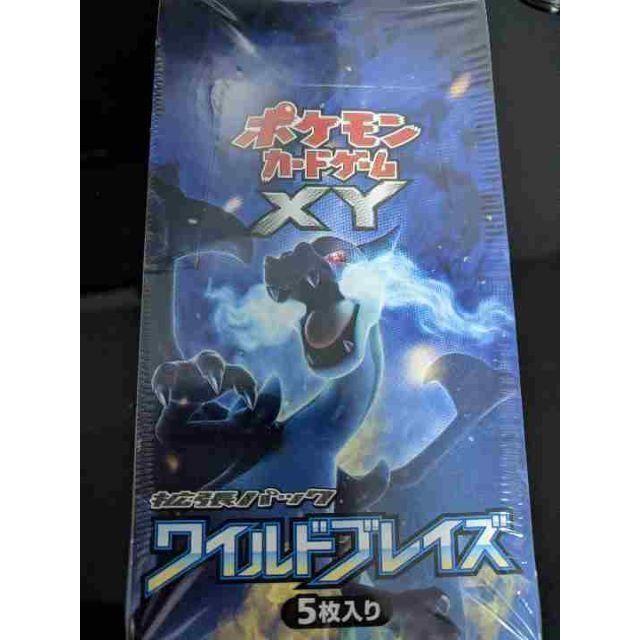 ポケモン
カードゲーム
XY
拡張パック
ワイルドブレイズ
5枚入り